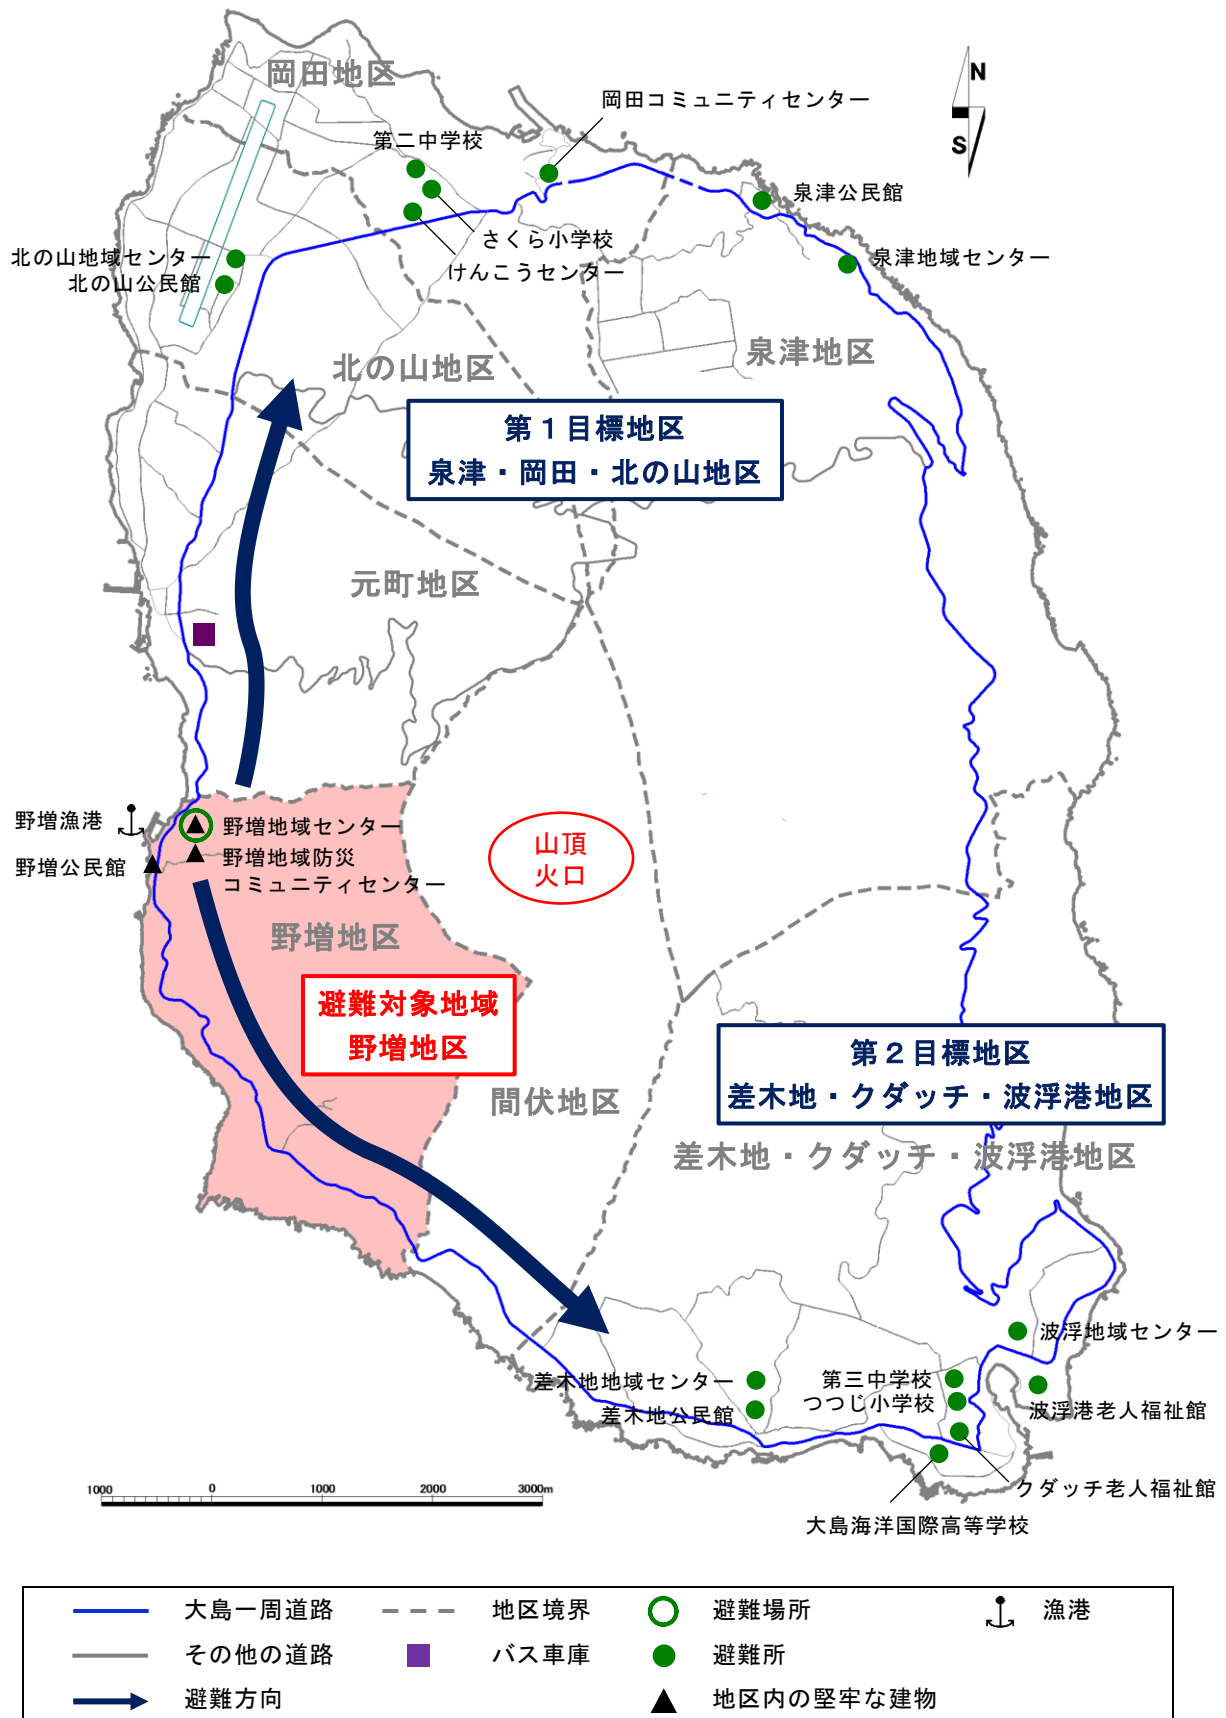 岡田地区
N
S
岡田コミュニティセンター
第二中学校
泉津公民館
さくら小学校
けんこうセンター
北の山地域センター
北の山公民館
泉津地域センター
北の山地区
泉津地区
第１目標地区
泉津・岡田・北の山地区
元町地区
野増漁港
野増地域センター
野増公民館
野増地域防災
コミュニティセンター
山頂
火口
野増地区
避難対象地域
野増地区
間伏地区
第２目標地区
差木地・クダッチ・波浮港地区
差木地・クダッチ・波浮港地区
波浮地域センター
差木地地域センター
差木地公民館
第三中学校
つつじ小学校
波浮港老人福祉館
クダッチ老人福祉館
大島海洋国際高等学校
1000 0 1000 2000 3000m
大島一周道路
地区境界
避難場所
漁港
その他の道路
バス車庫
避難所
避難方向
地区内の堅牢な建物